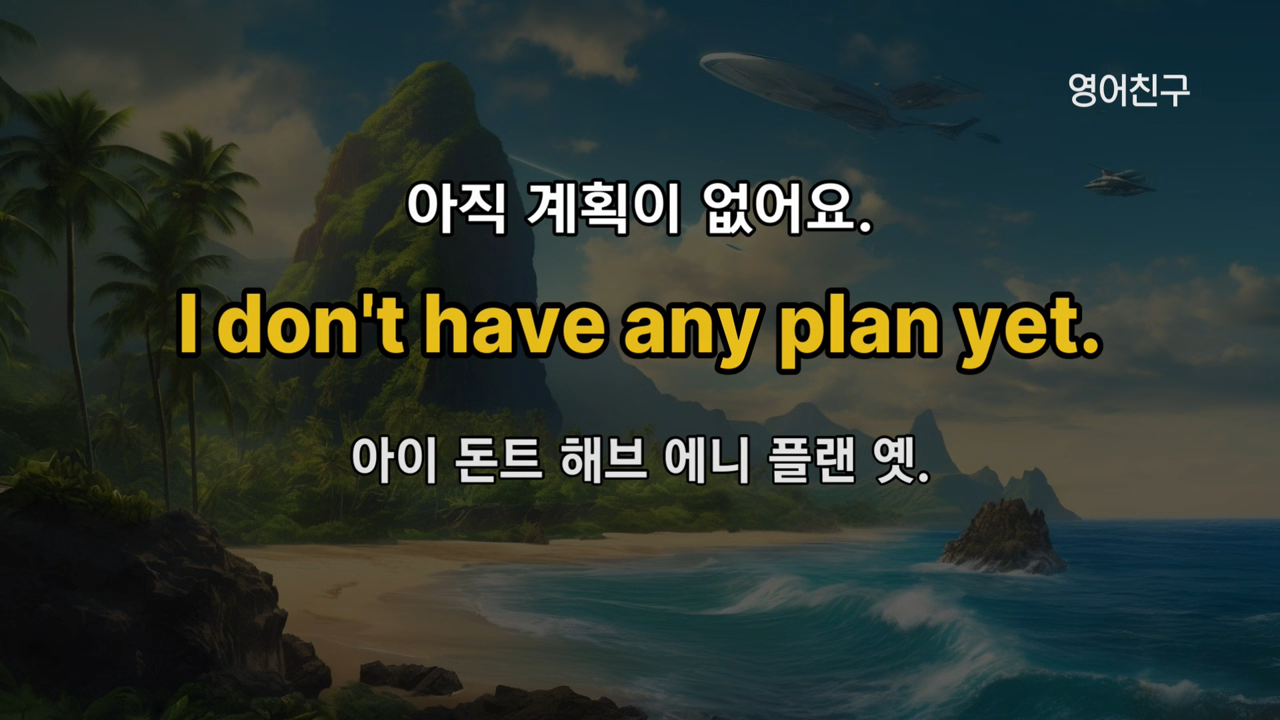 영어친구
아직 계획이 없어요.
I don't have any plan yet.
아이 돈트 해브 에니 플랜 옛.